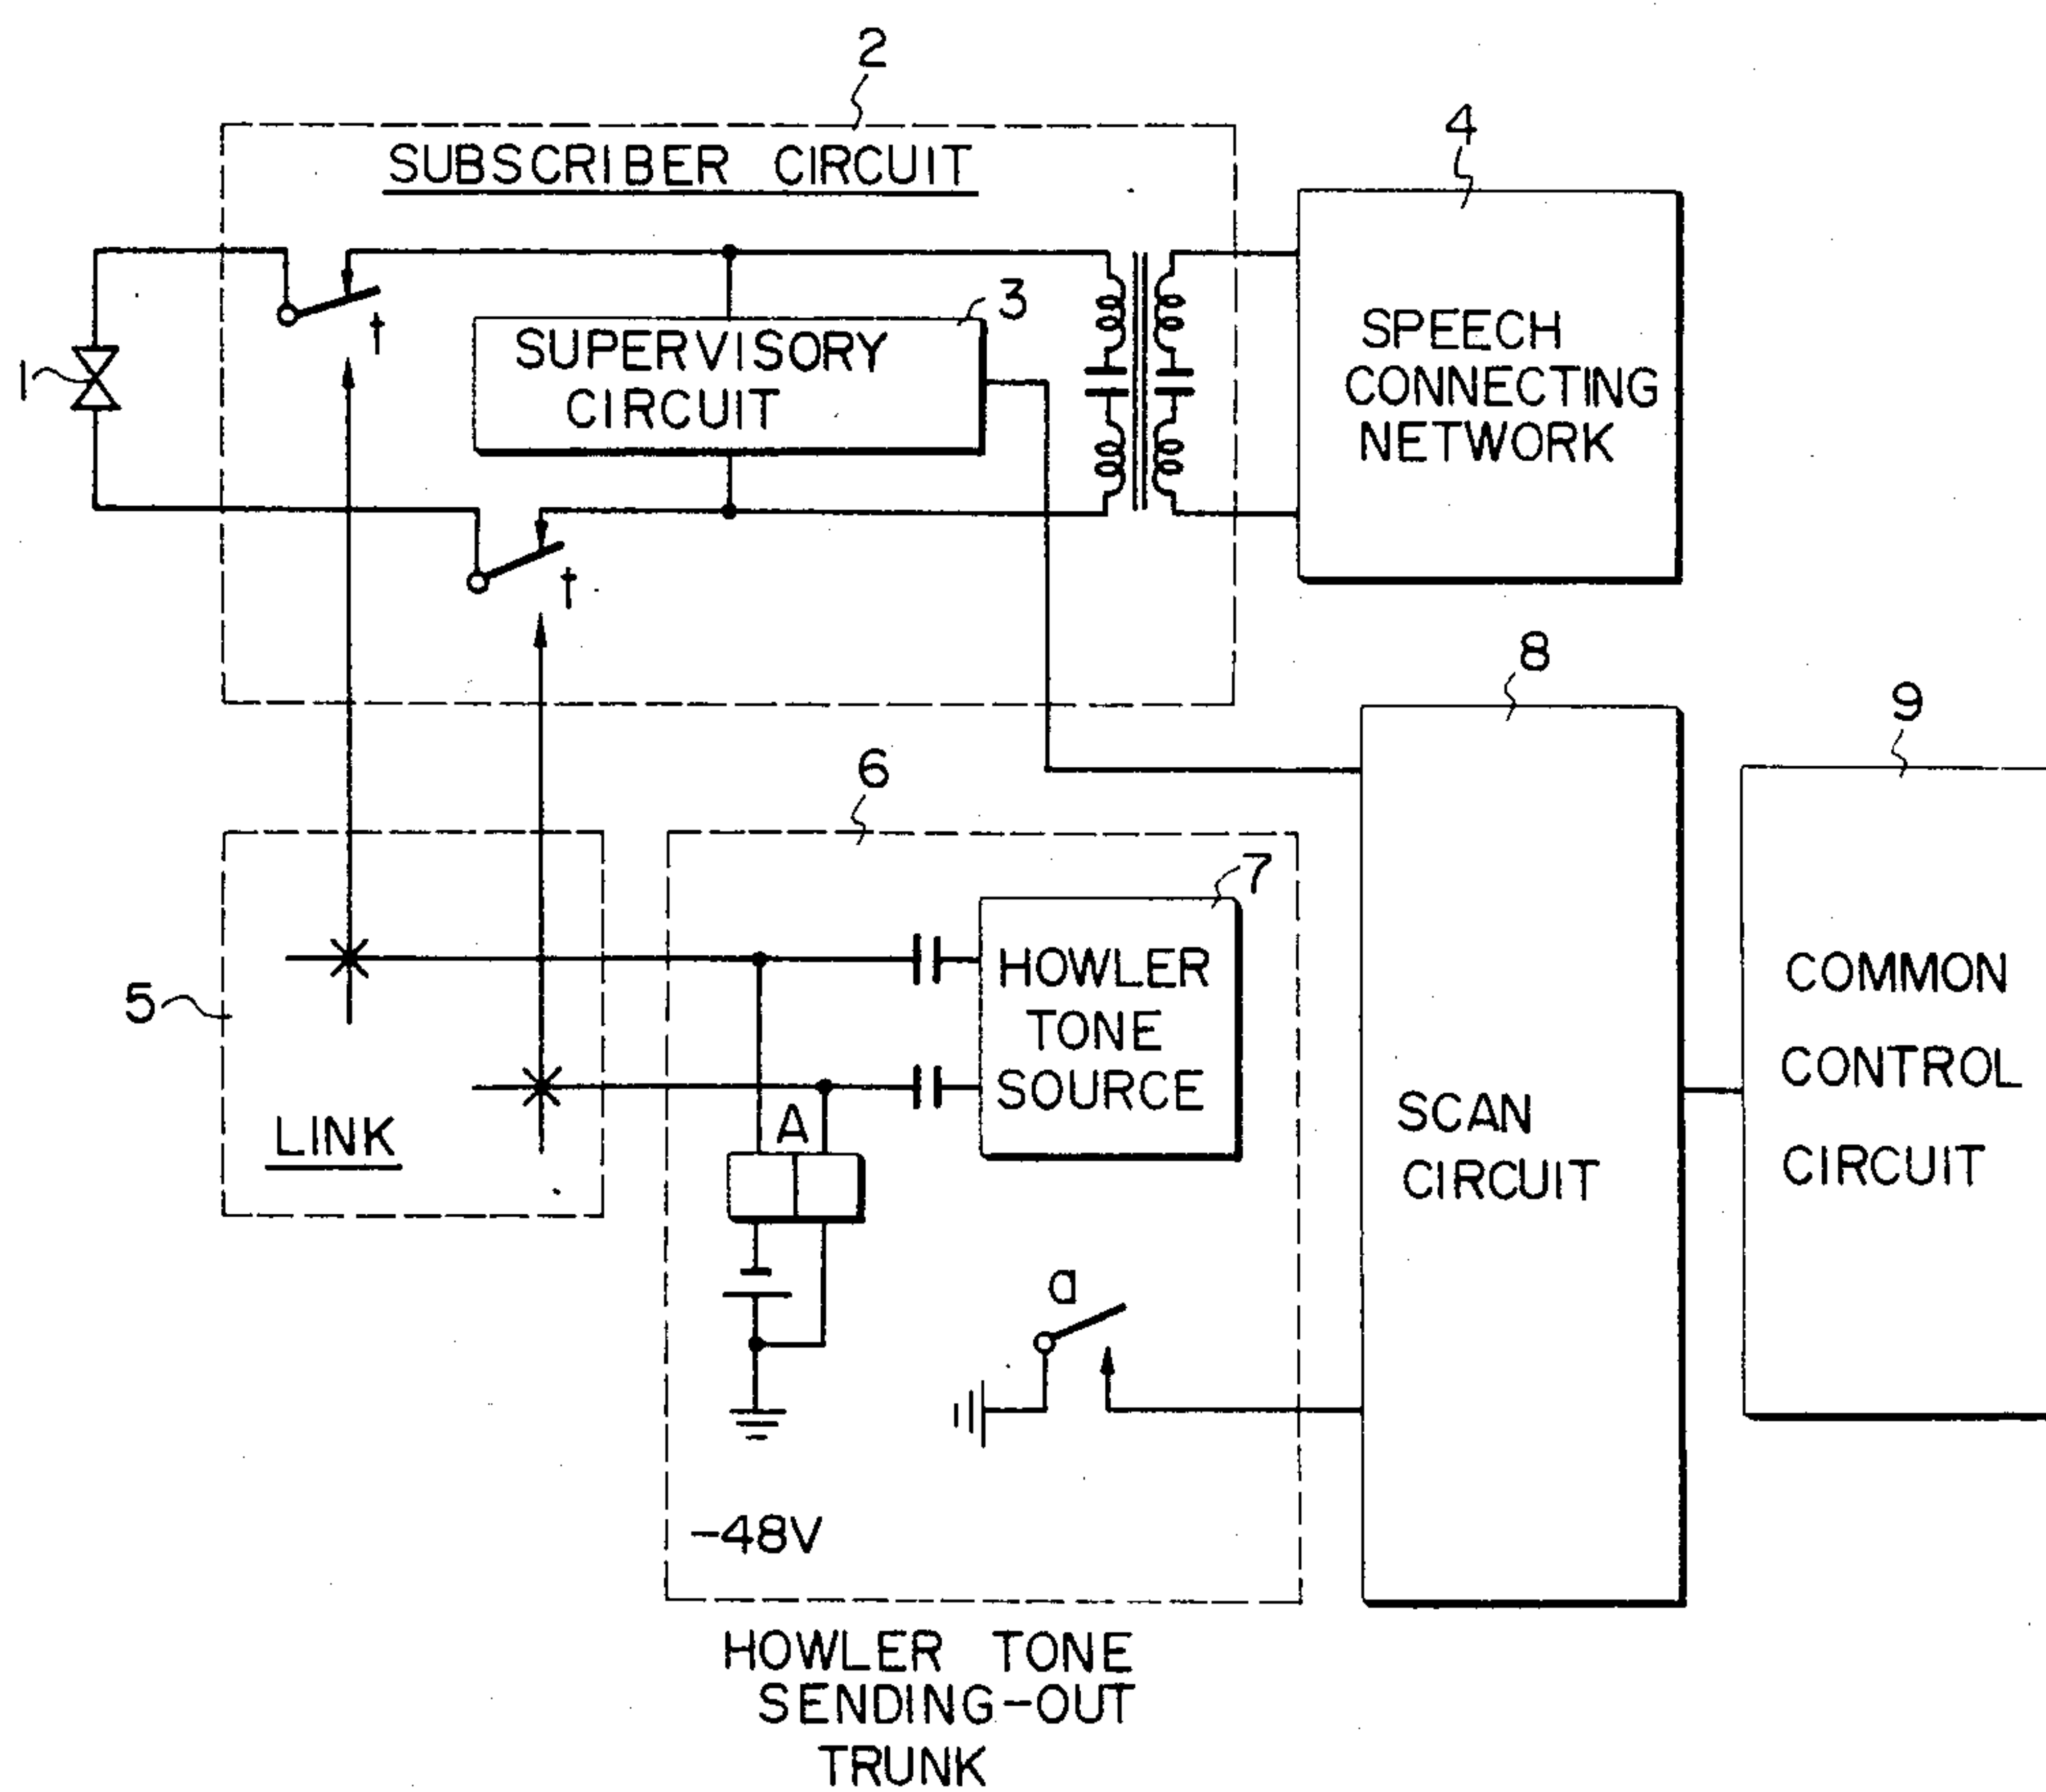 2
SUBSCRIBER CIRCUIT
4
1
t
3
SUPERVISORY
CIRCUIT
SPEECH
CONNECTING
NETWORK
t
8
9
6
5
LINK
7
HOWLER
TONE
SOURCE
A
a
-48V
SCAN
CIRCUIT
COMMON
CONTROL
CIRCUIT
HOWLER TONE
SENDING-OUT
TRUNK